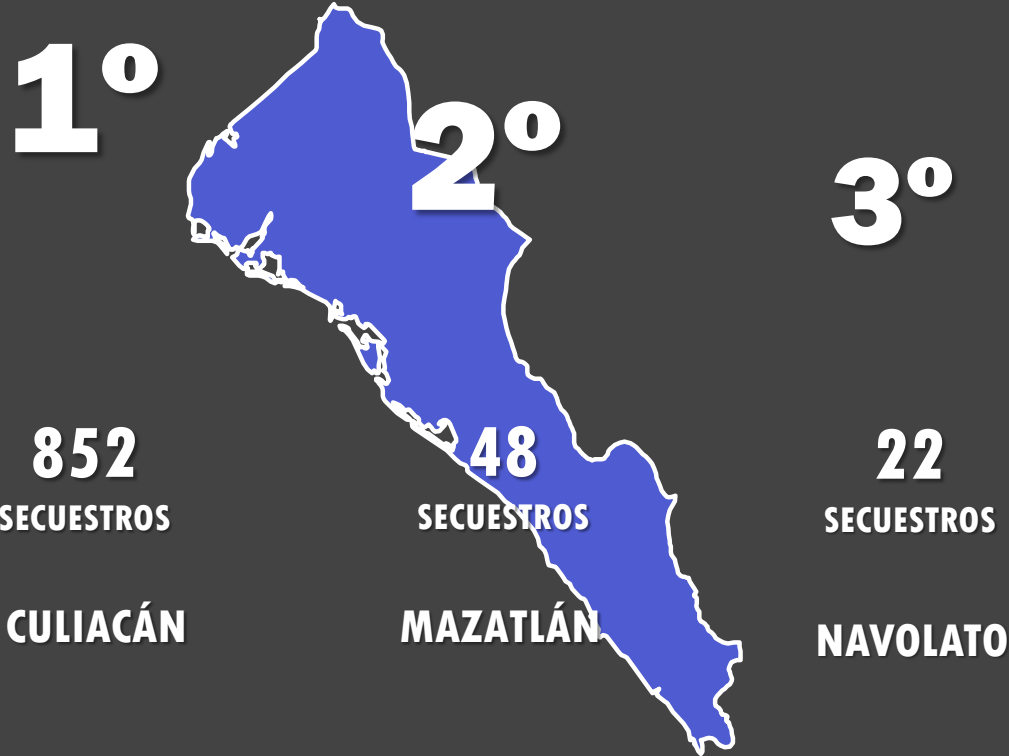 1º
852
SECUESTROS
CULIACÁN
2º
48
SECUESTROS
MAZATLÁN
3º
22
SECUESTROS
NAVOLATO